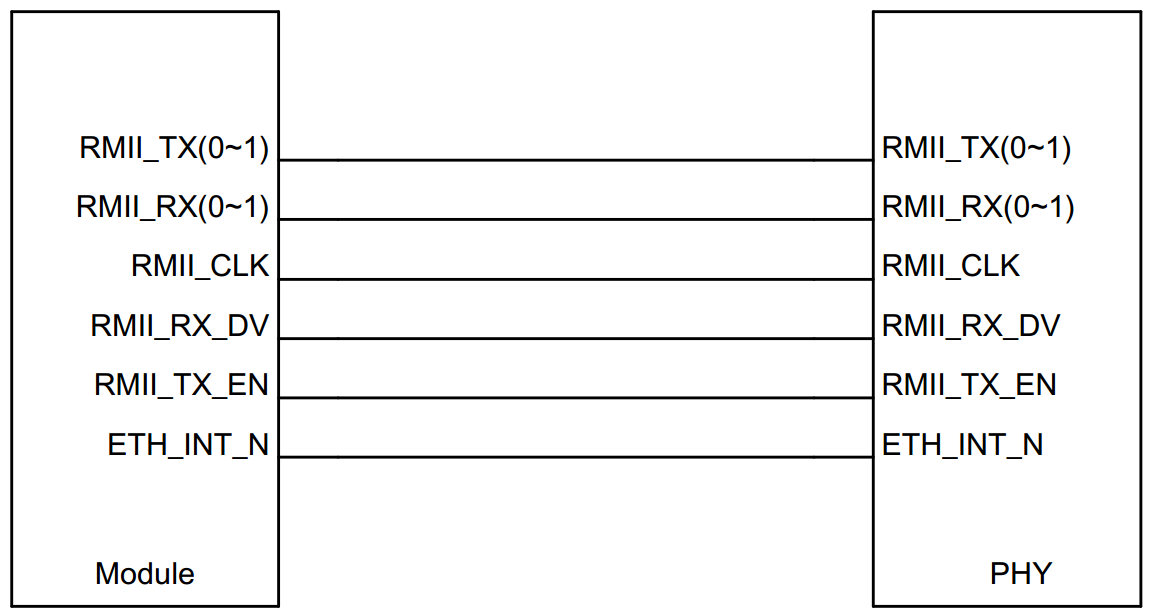 RMII_TX(0~1) RMII_TX(0~1)
RMII_RX(0~1) RMII_RX(0~1)
RMII_CLK RMII_CLK
RMII_RX_DV RMII_RX_DV
RMII_TX_EN RMII_TX_EN
ETH_INT_N ETH_INT_N
Module PHY